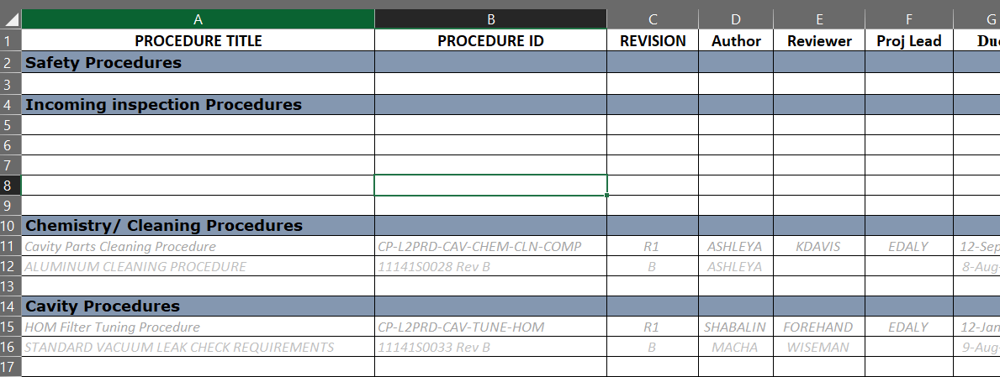 A B C D E F G
1 PROCEDURE TITLE PROCEDURE ID REVISION Author Reviewer Proj Lead
2 Safety Procedures
3
4 Incoming inspection Procedures
5
6
7
8
9
10 Chemistry/ Cleaning Procedures
11 Cavity Parts Cleaning Procedure CP-L2PRD-CAV-CHEM-CLN-COMP R1 ASHLEYA KDAVIS EDALY 12-Sep
12 ALUMINUM CLEANING PROCEDURE 11141S0028 Rev B B ASHLEYA 8-Aug-
13
14 Cavity Procedures
15 HOM Filter Tuning Procedure CP-L2PRD-CAV-TUNE-HOM R1 SHABALIN FOREHAND EDALY 12-Jan
16 STANDARD VACUUM LEAK CHECK REQUIREMENTS 11141S0033 Rev B B MACHA WISEMAN 9-Aug-
17